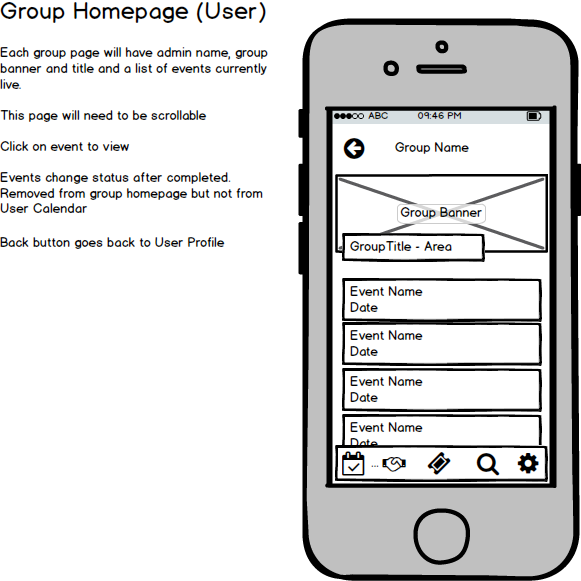 Group Homepage (User)
Each group page will have admin name, group
banner and title and a list of events currently
live.
This page will need to be scrollable
Click on event to view
Events change status after completed.
Removed from group homepage but not from
User Calendar
Back button goes back to User Profile
ABC 09:46 PM
Group Name
Group Banner
GroupTitle - Area
Event Name
Date
Event Name
Date
Event Name
Date
Event Name
Date
...